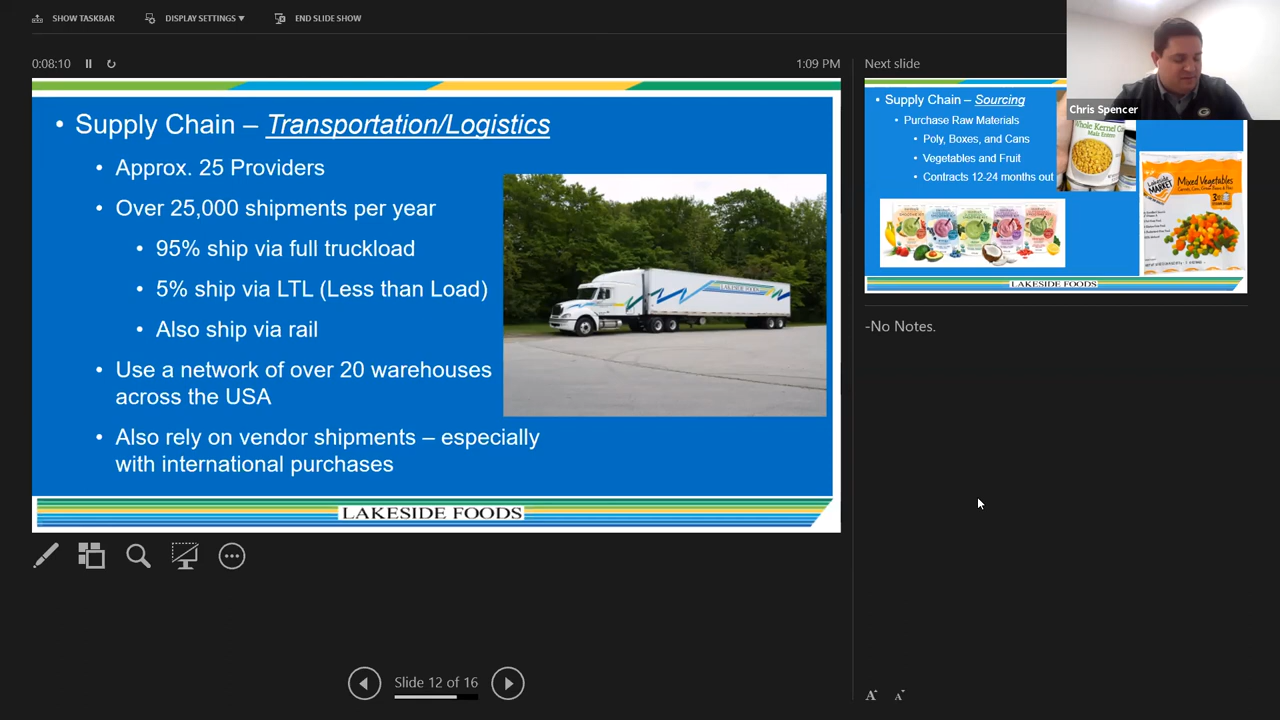 SHOW TASKBAR
DISPLAY SETTINGS ▼
END SLIDE SHOW
0:08:10
1:09 PM
• Supply Chain – Transportation/Logistics
• Approx. 25 Providers
• Over 25,000 shipments per year
• 95% ship via full truckload
• 5% ship via LTL (Less than Load)
• Also ship via rail
• Use a network of over 20 warehouses
across the USA
• Also rely on vendor shipments – especially
with international purchases
LAKESIDE FOODS
LAKESIDE FOODS
Slide 12 of 16
Next slide
Chris Spencer
• Supply Chain – Sourcing
• Purchase Raw Materials
• Poly, Boxes, and Cans
• Vegetables and Fruit
• Contracts 12-24 months out
Whole Kernel
Lakeside
MARKET
Mixed Vegetables
LAKESIDE FOODS
-No Notes.
A
A